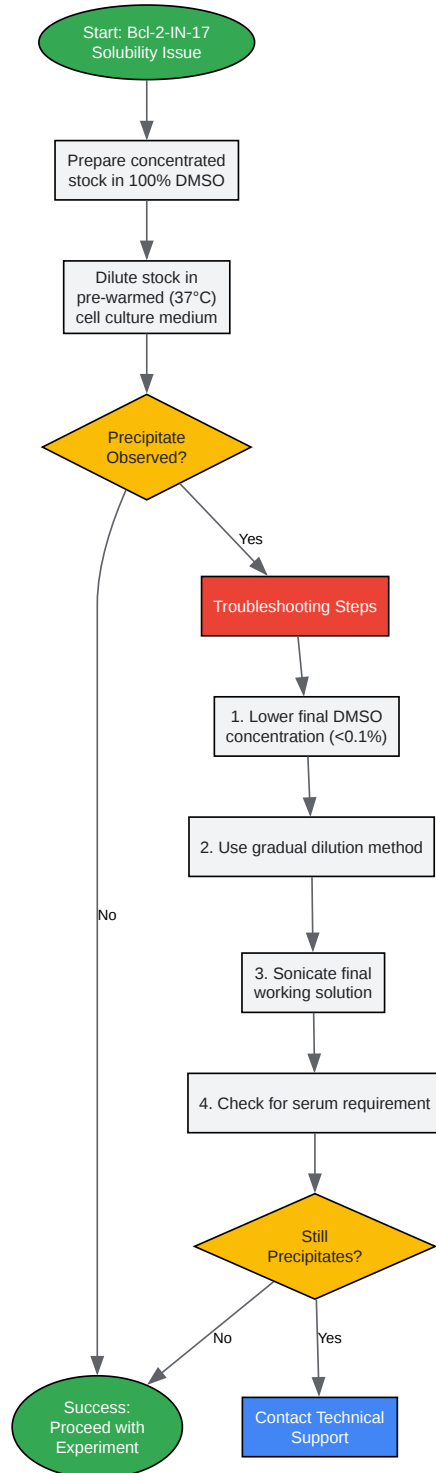 Start: Bcl-2-IN-17
Solubility Issue
Prepare concentrated
stock in 100% DMSO
Dilute stock in
pre-warmed (37°C)
cell culture medium
Precipitate
Observed?
Yes
Troubleshooting Steps
1. Lower final DMSO
concentration (<0.1%)
2. Use gradual dilution method
No
3. Sonicate final
working solution
4. Check for serum requirement
Still
Precipitates?
No
Yes
Success:
Proceed with
Experiment
Contact Technical
Support